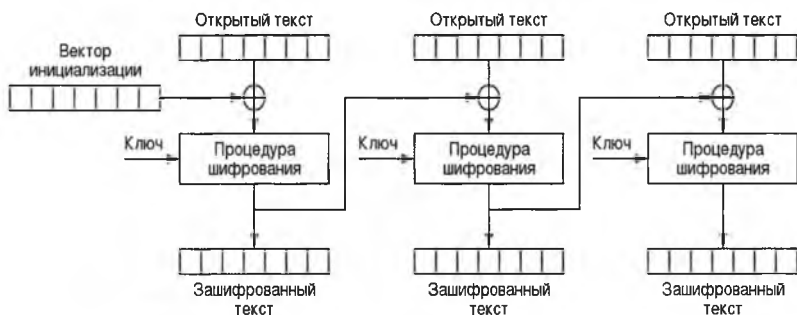 Открытый текст
Открытый текст
Открытый текст
Вектор
инициализации
Ключ
Процедура
шифрования
Ключ
Процедура
шифрования
Ключ
Процедура
шифрования
Зашифрованный
текст
Зашифрованный
текст
Зашифрованный
текст